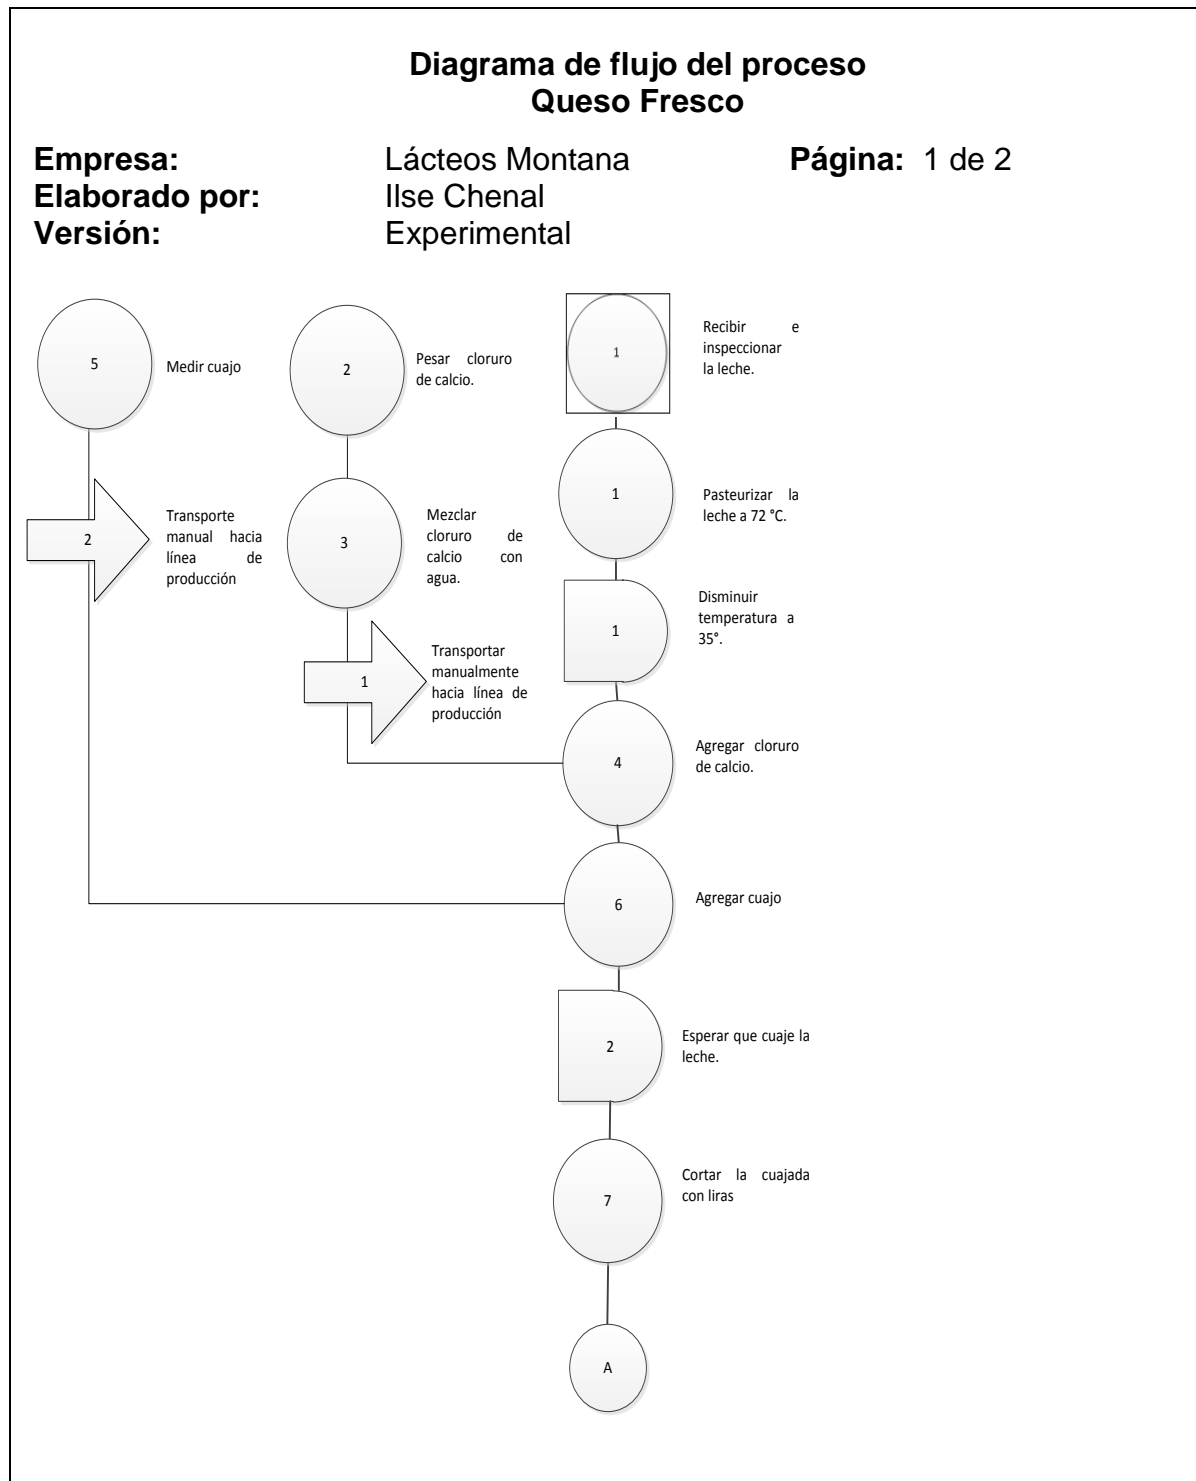 Diagrama de flujo del proceso
Queso Fresco
Empresa: Lácteos Montana Página: 1 de 2
Elaborado por: Ilse Chenal
Versión: Experimental
5
Medir cuajo
2
Pesar cloruro
de calcio.
1
Recibir e
inspeccionar
la leche.
2
Transporte
manual hacia
línea de
producción
3
Mezclar
cloruro de
calcio con
agua.
1
Pasteurizar la
leche a 72 °C.
1
Transportar
manualmente
hacia línea de
producción
1
Disminuir
temperatura a
35°.
4
Agregar cloruro
de calcio.
6
Agregar cuajo
2
Esperar que cuaje la
leche.
7
Cortar la cuajada
con liras
A